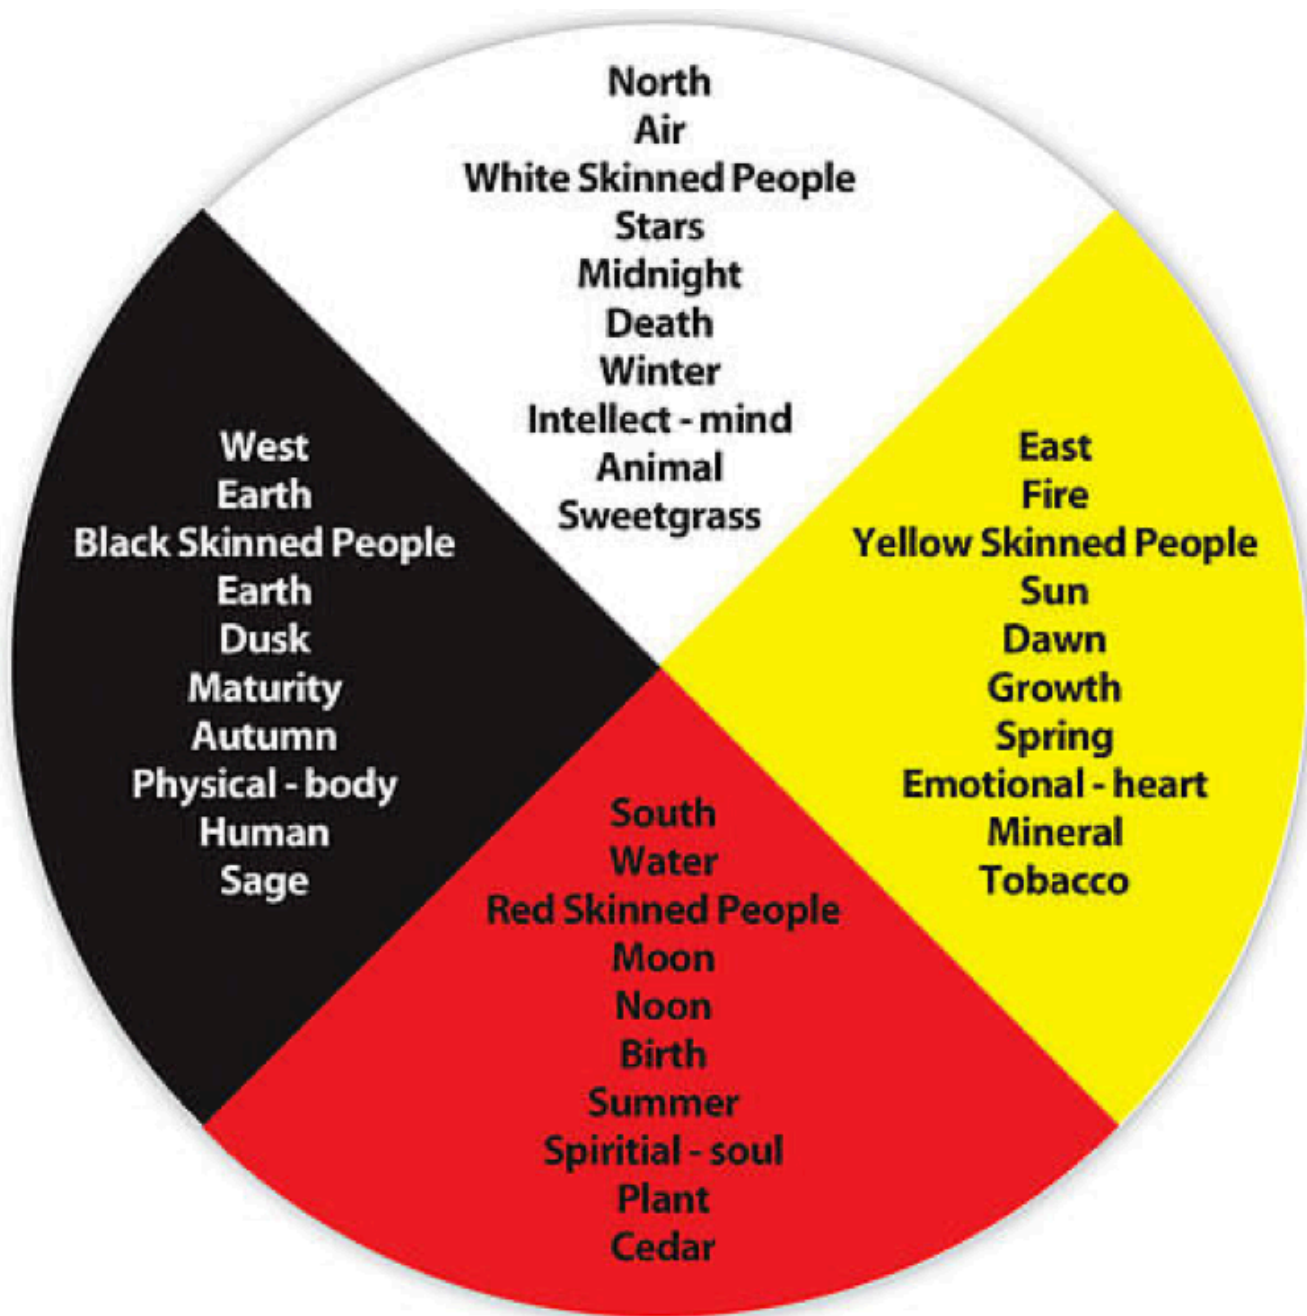 North
Air
White Skinned People
Stars
Midnight
Death
Winter
Intellect - mind
Animal
Sweetgrass
West
Earth
Black Skinned People
Earth
Dusk
Maturity
Autumn
Physical - body
Human
Sage
East
Fire
Yellow Skinned People
Sun
Dawn
Growth
Spring
Emotional - heart
Mineral
Tobacco
South
Water
Red Skinned People
Moon
Noon
Birth
Summer
Spiritial - soul
Plant
Cedar